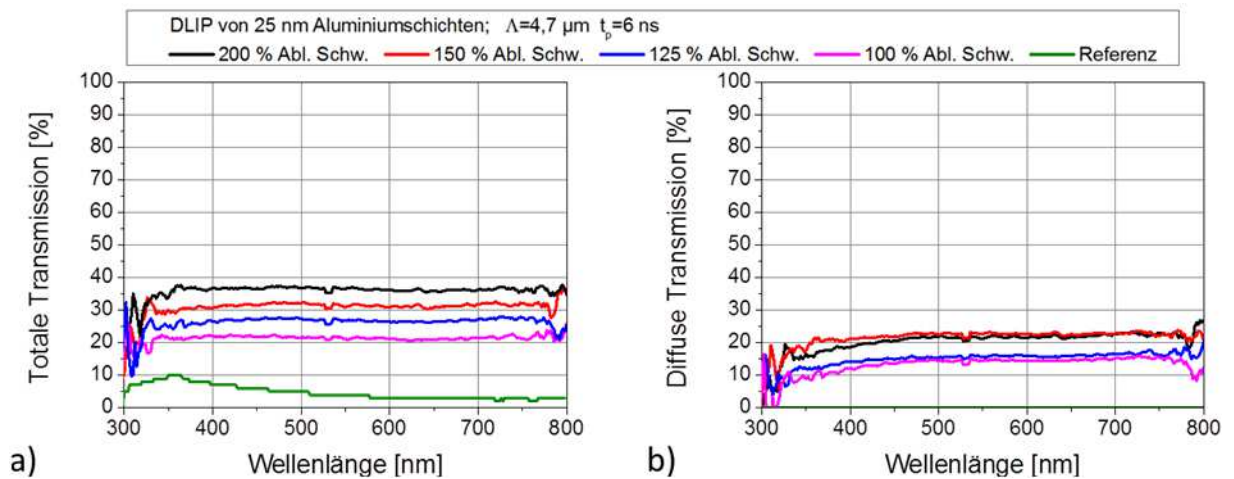 DLIP von 25 nm Aluminiumschichten; Λ=4,7 µm tp=6 ns
200 % Abl. Schw. 150 % Abl. Schw. 125 % Abl. Schw. 100 % Abl. Schw. Referenz
Totale Transmission [%]
100
90
80
70
60
50
40
30
20
10
0
300 400 500 600 700 800
Wellenlänge [nm]
a)
Diffuse Transmission [%]
100
90
80
70
60
50
40
30
20
10
0
300 400 500 600 700 800
Wellenlänge [nm]
b)